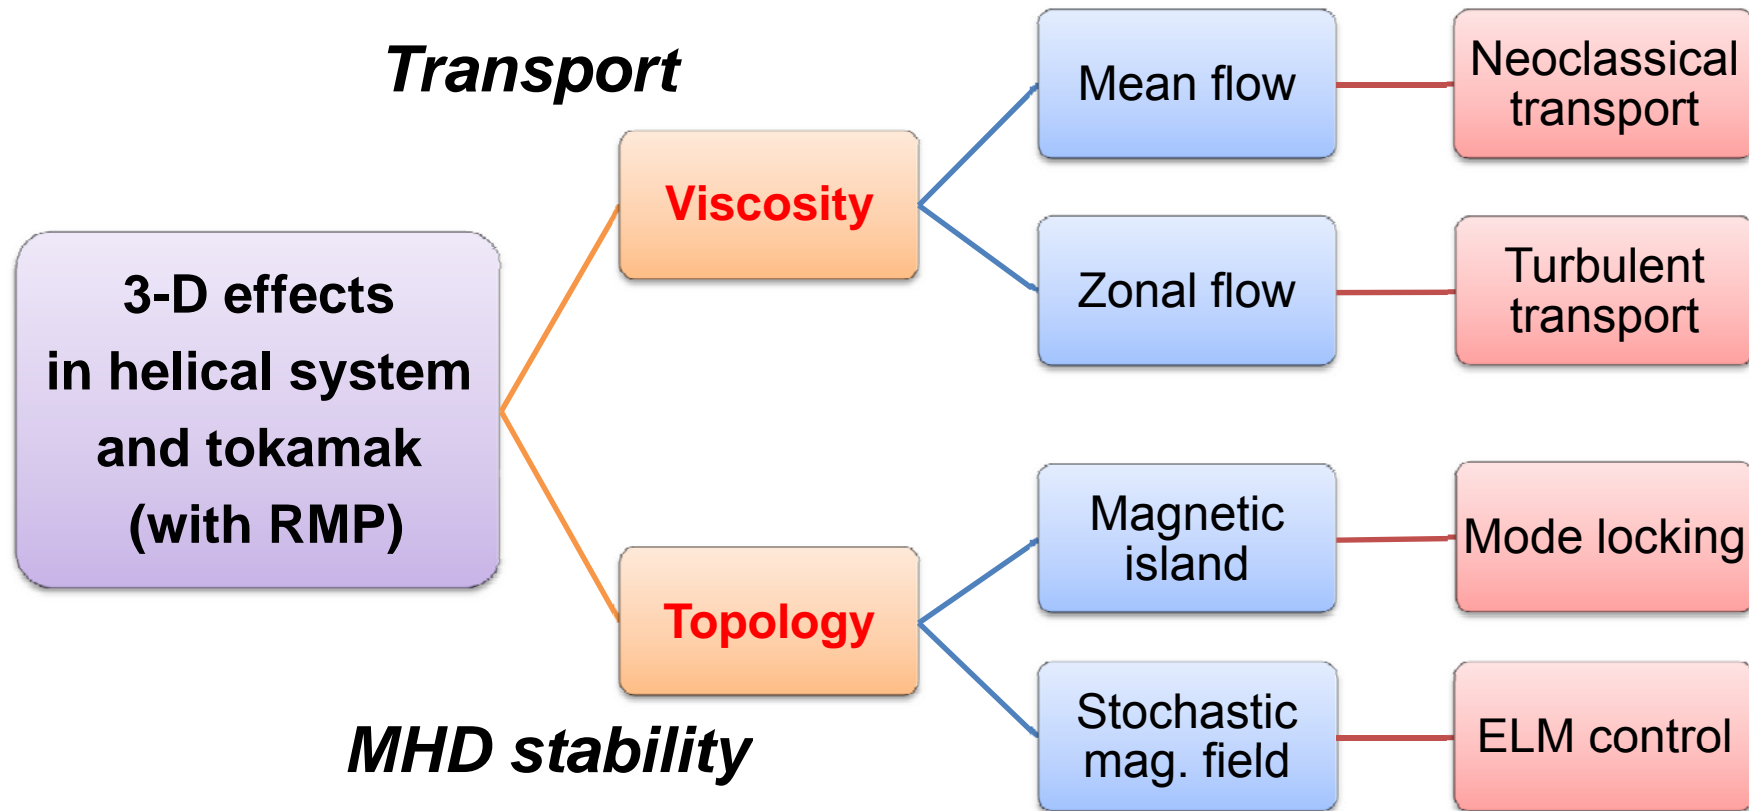 Transport
Mean flow
Neoclassical
transport
Viscosity
Zonal flow
Turbulent
transport
3-D effects
in helical system
and tokamak
(with RMP)
Magnetic
island
Mode locking
Topology
Stochastic
mag. field
ELM control
MHD stability